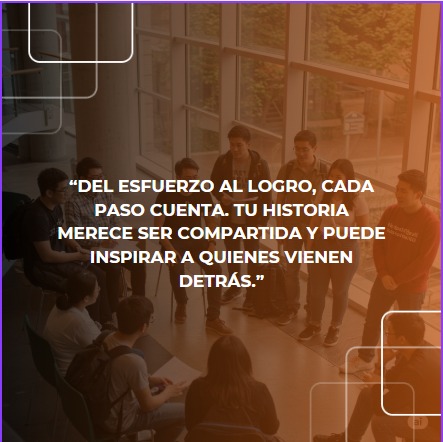 “DEL ESFUERZO AL LOGRO, CADA
PASO CUENTA. TU HISTORIA
MERECE SER COMPARTIDA Y PUEDE
INSPIRAR A QUIENES VIENEN
DETRÁS.”